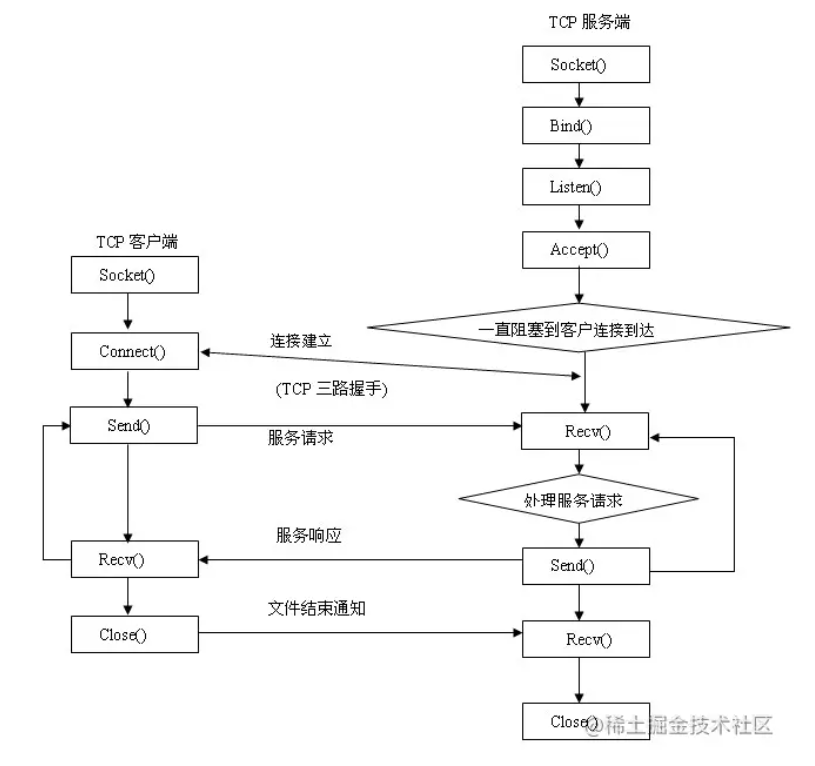 TCP 服务端
Socket()
Bind()
Listen()
Accept()
一直阻塞到客户连接到达
TCP 客户端
Socket()
Connect()
连接建立
(TCP 三路握手)
Send()
服务请求
Recv()
处理服务请求
服务响应
Recv()
Send()
文件结束通知
Close()
Recv()
Close()
@稀土掘金技术社区